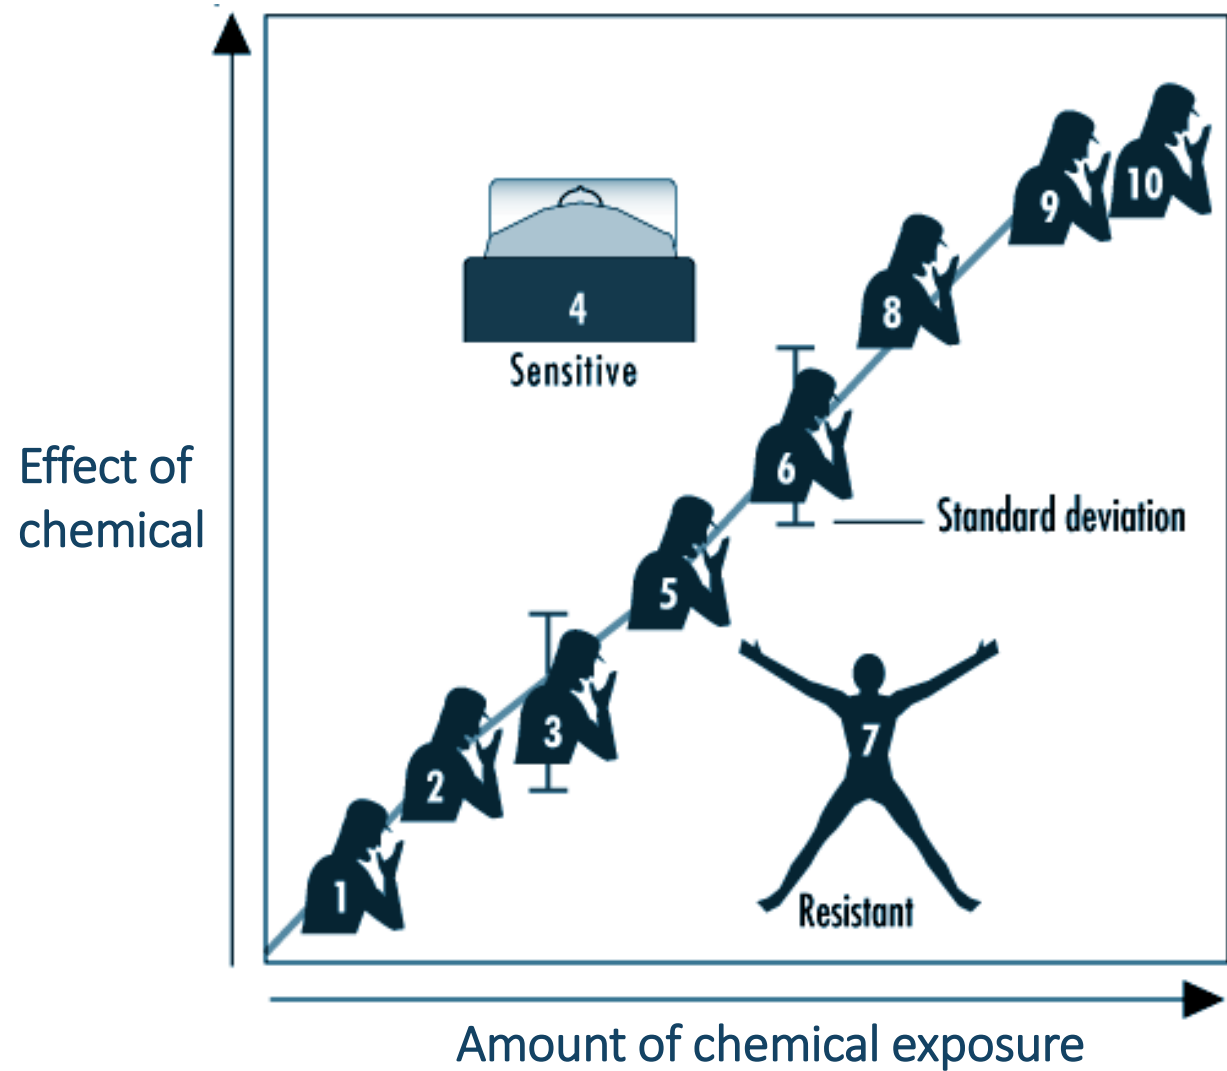 10
9
8
4
Sensitive
6
Effect of
chemical
Standard deviation
5
3
7
2
1
Resistant
Amount of chemical exposure